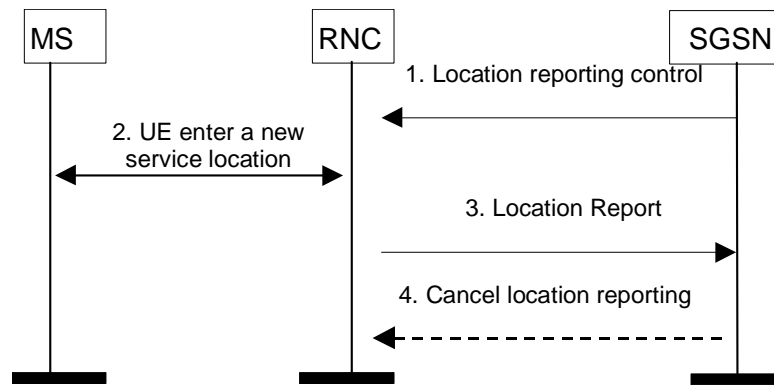 MS
RNC
SGSN
1. Location reporting control
2. UE enter a new
service location
3. Location Report
4. Cancel location reporting